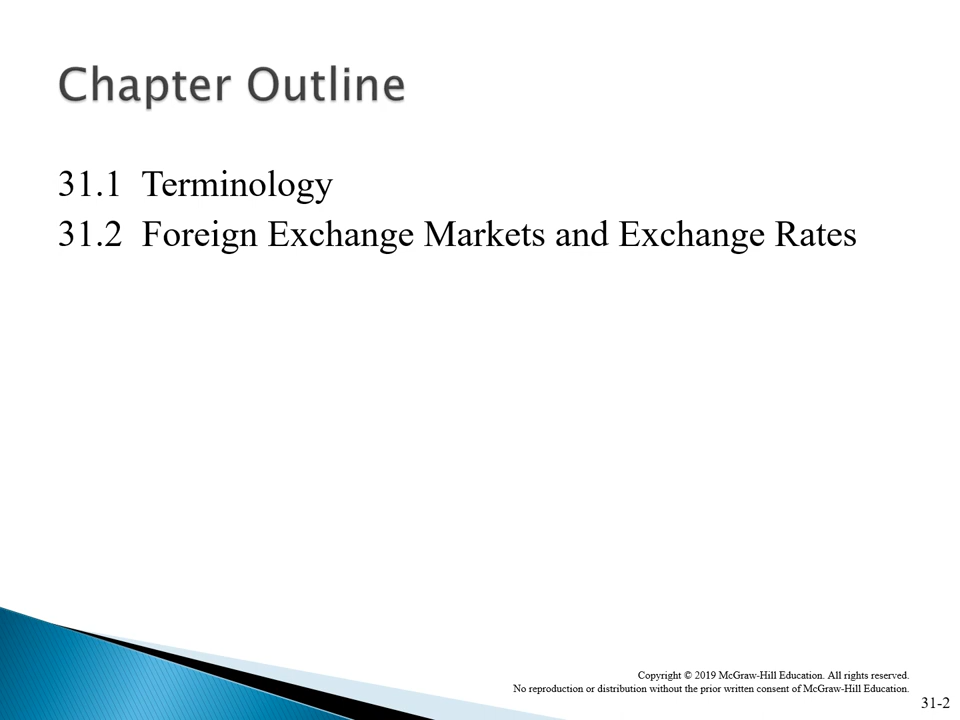 Chapter Outline
31.1 Terminology
31.2 Foreign Exchange Markets and Exchange Rates
Copyright © 2019 McGraw-Hill Education. All rights reserved.
No reproduction or distribution without the prior written consent of McGraw-Hill Education.
31-2